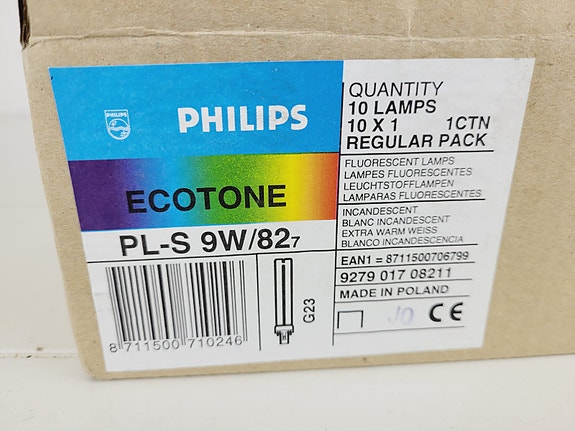 PHILIPS
ECOTONE
PL-S 9W/827
8 711500 710246
G23
QUANTITY
10 LAMPS
10 X 1 1CTN
REGULAR PACK
FLUORESCENT LAMPS
LAMPES FLUORESCENTES
LEUCHTSTOFFLAMPEN
LAMPARAS FLUORESCENTES
INCANDESCENT
BLANC INCANDESCENT
EXTRA WARM WEISS
BLANCO INCANDESCENCIA
EAN1 = 8711500706799
9279 017 08211
MADE IN POLAND
JO CE